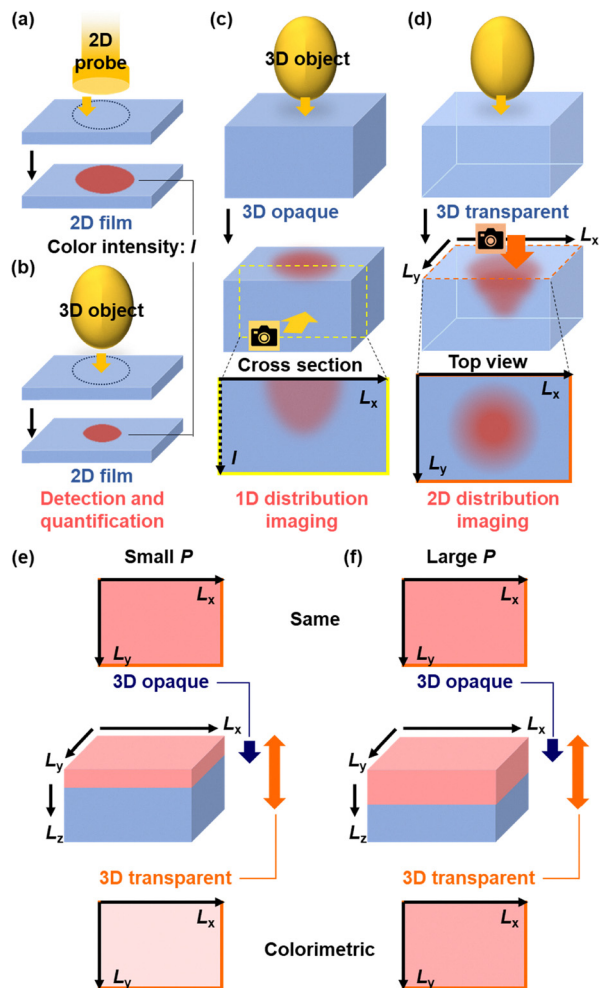 (a)
2D
probe
2D film
Color intensity: I
(b)
3D object
2D film
Detection and
quantification
(c)
3D object
3D opaque
Cross section
Lx
I
1D distribution
imaging
(d)
3D transparent
Lx
Ly
Top view
Lx
Ly
2D distribution
imaging
(e)
Small P
(f)
Large P
Lx
Ly
Same
Lx
Ly
3D opaque
3D opaque
Lx
Ly
Lz
Lx
Ly
Lz
3D transparent
3D transparent
Lx
Ly
Colorimetric
Lx
Ly